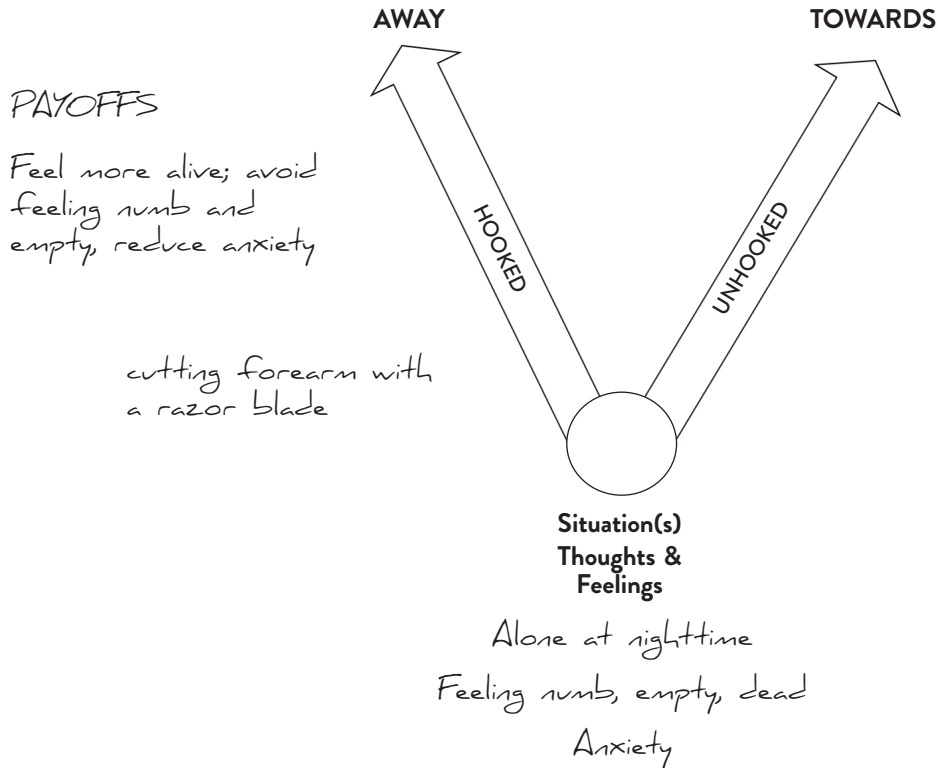 AWAY
TOWARDS
PAYOFFS
Feel more alive; avoid
feeling numb and
empty, reduce anxiety
HOOKED
UNHOOKED
cutting forearm with
a razor blade
Situation(s)
Thoughts &
Feelings
Alone at nighttime
Feeling numb, empty, dead
Anxiety